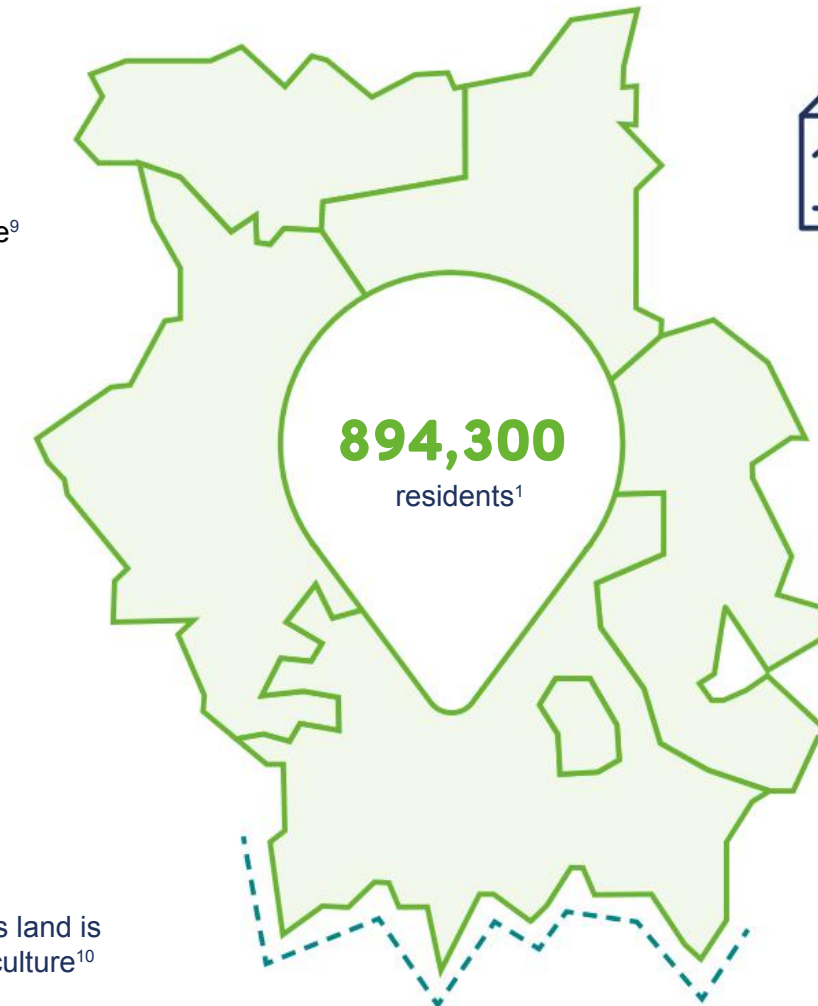 e⁹
894,300
residents¹
s land is
culture¹⁰